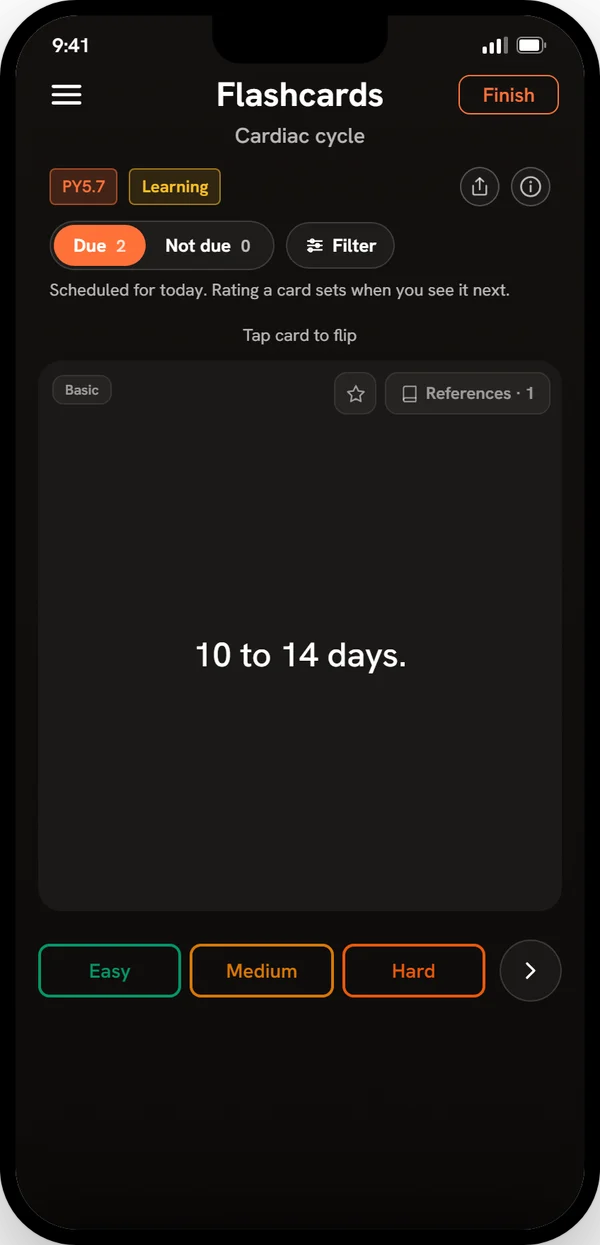 9:41
Flashcards
Finish
Cardiac cycle
PY5.7
Learning
Due 2
Not due 0
Filter
Scheduled for today. Rating a card sets when you see it next.
Tap card to flip
Basic
References · 1
10 to 14 days.
Easy
Medium
Hard